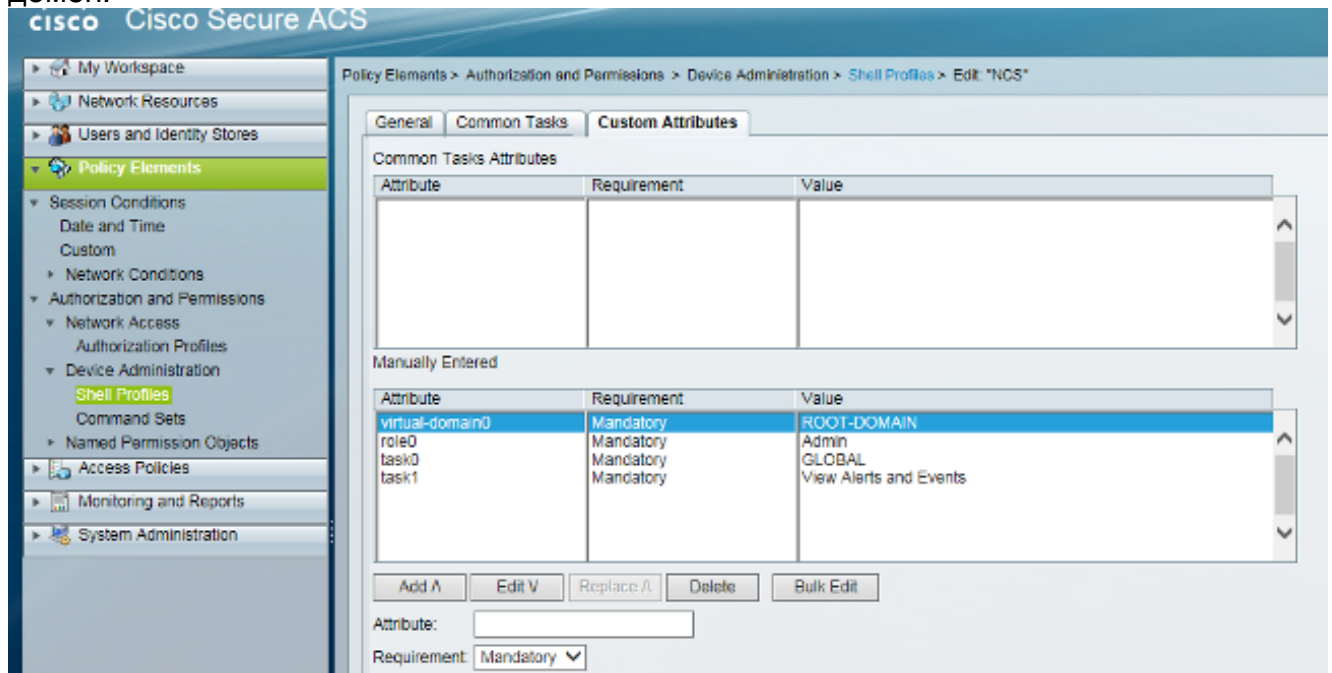 домен.
cisco Cisco Secure ACS
My Workspace
Network Resources
Users and Identity Stores
Policy Elements
Session Conditions
Date and Time
Custom
Network Conditions
Authorization and Permissions
Network Access
Authorization Profiles
Device Administration
Shell Profiles
Command Sets
Named Permission Objects
Access Policies
Monitoring and Reports
System Administration
Policy Elements > Authorization and Permissions > Device Administration > Shell Profiles > Edit: "NCS"
General Common Tasks Custom Attributes
Common Tasks Attributes
Attribute Requirement Value
Manually Entered
Attribute Requirement Value
virtual-domain0 Mandatory ROOT-DOMAIN
role0 Mandatory Admin
task0 Mandatory GLOBAL
task1 Mandatory View Alerts and Events
Add Λ Edit V Replace Λ Delete Bulk Edit
Attribute:
Requirement: Mandatory